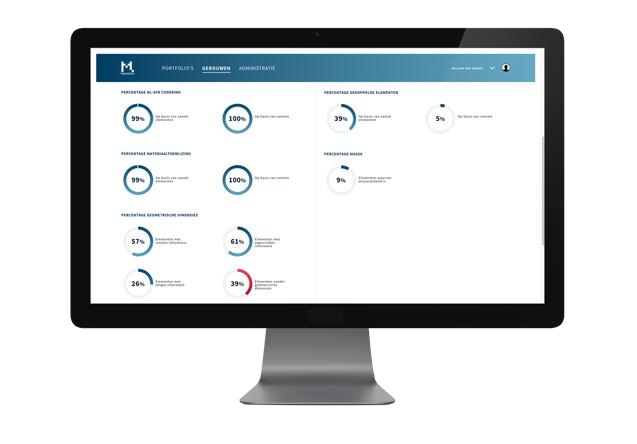 M
PORTFOLIO'S GEBOUWEN ADMINISTRATIE
PERCENTAGE NL-SFB CODERING
99% Op basis van aantal
elementen
100% Op basis van volume
PERCENTAGE MATERIAALTOEWIJZING
99% Op basis van aantal
elementen
100% Op basis van volume
PERCENTAGE GEOMETRISCHE DIMENSIES
57% Elementen met
volume informatie
61% Elementen met
oppervlakte
informatie
26% Elementen met
lengte informatie
39% Elementen zonder
geometrische
dimensies
PERCENTAGE GEKOPPELDE ELEMENTEN
39% Op basis van aantal
elementen
5% Op basis van volume
PERCENTAGE MASSA
9% Elementen waarvan
massa bekend is